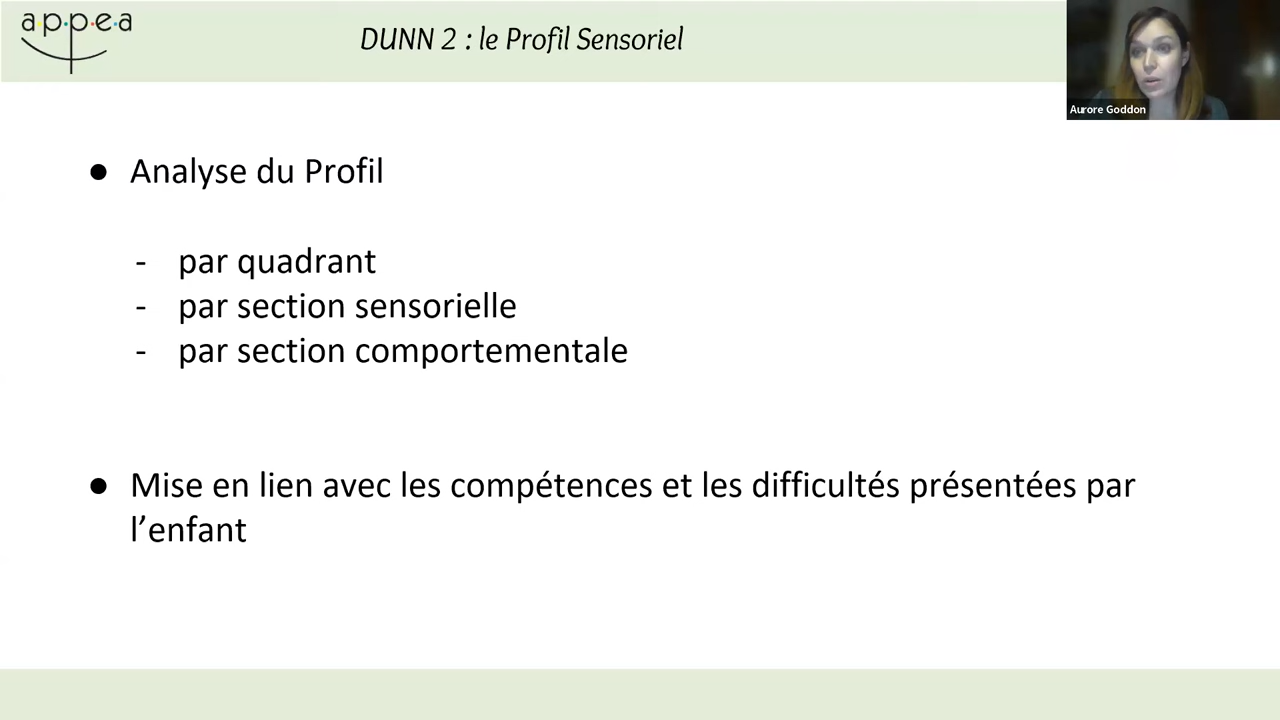 a·p·p·e·a
DUNN 2 : le Profil Sensoriel
Aurore Goddon
● Analyse du Profil
- par quadrant
- par section sensorielle
- par section comportementale
● Mise en lien avec les compétences et les difficultés présentées par
l’enfant